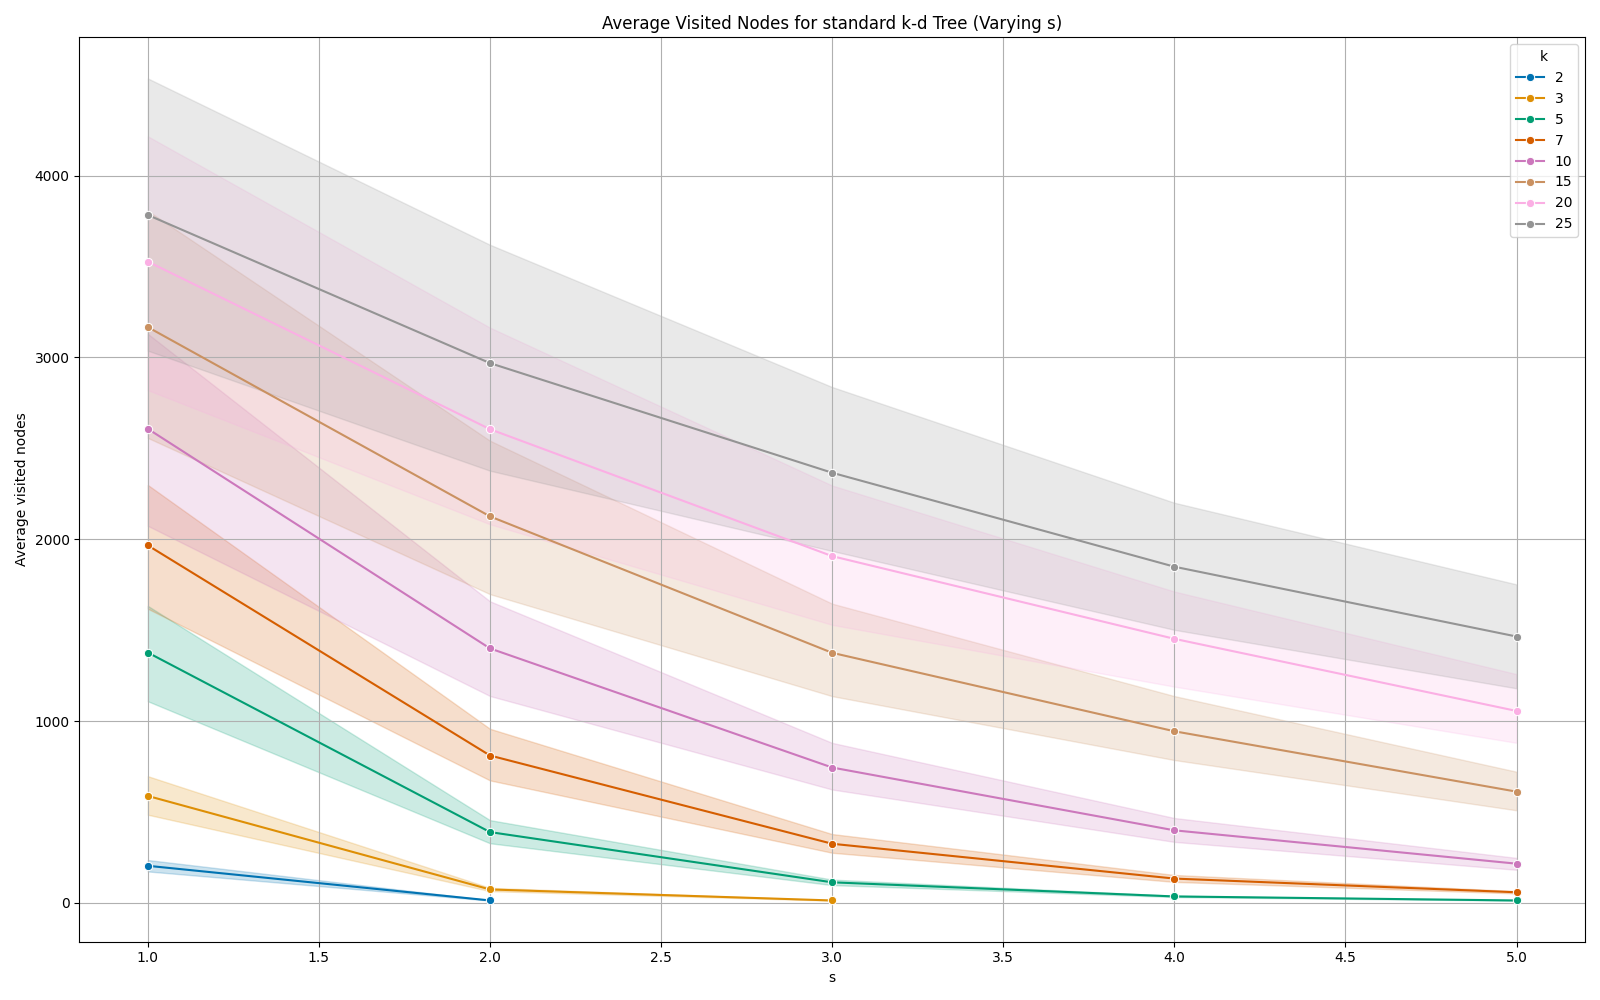 Average Visited Nodes for standard k-d Tree (Varying s)
k
2
3
5
7
10
15
20
25
Average visited nodes
4000
3000
2000
1000
0
1.0 1.5 2.0 2.5 3.0 3.5 4.0 4.5 5.0
s